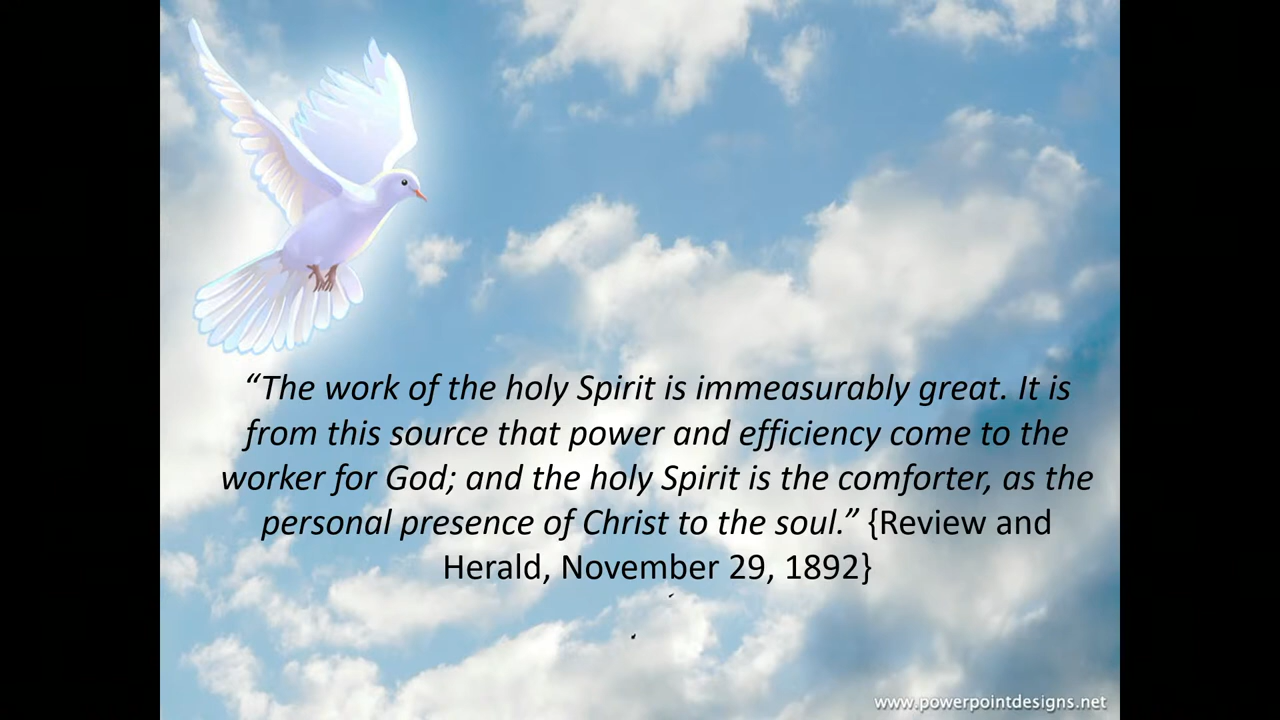 “The work of the holy Spirit is immeasurably great. It is
from this source that power and efficiency come to the
worker for God; and the holy Spirit is the comforter, as the
personal presence of Christ to the soul.” {Review and
Herald, November 29, 1892}
www.powerpointdesigns.net